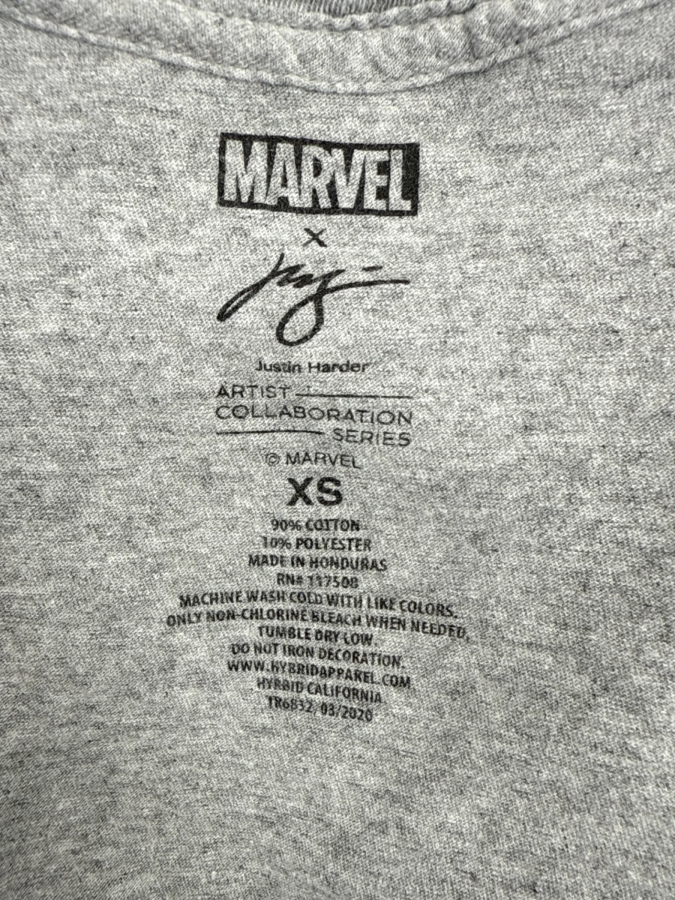 MARVEL
X
Justin Harder
ARTIST
COLLABORATION
SERIES
© MARVEL
XS
90% COTTON
10% POLYESTER
MADE IN HONDURAS
RN# 117508
MACHINE WASH COLD WITH LIKE COLORS.
ONLY NON-CHLORINE BLEACH WHEN NEEDED,
TUMBLE DRY LOW.
DO NOT IRON DECORATION.
WWW.HYBRIDAPPAREL.COM
HYBRID CALIFORNIA
TR6832, 03/2020